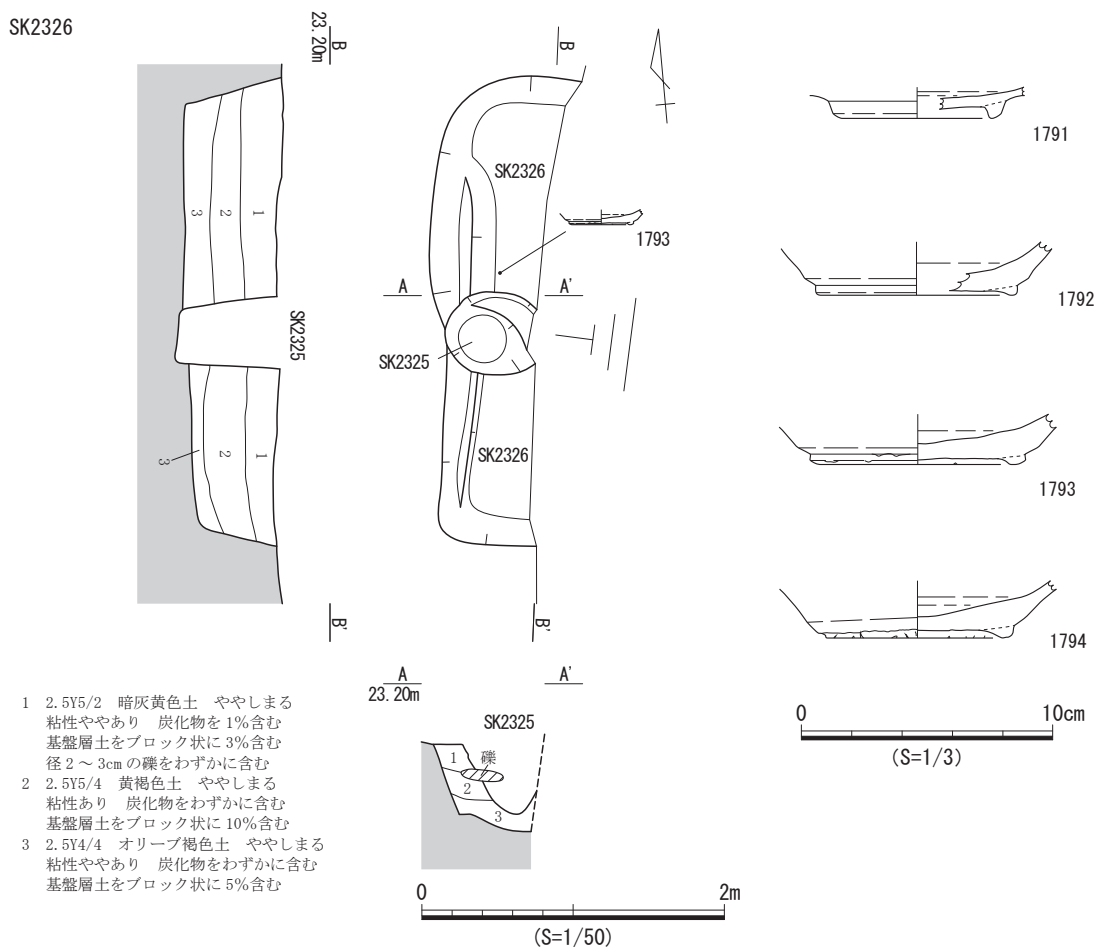 SK2326
B
23.20m
3
2
1
SK2325
3
2
1
B'
B
SK2326
1793
A
A'
SK2325
SK2326
B'
1791
1792
1793
1794
0
10cm
(S=1/3)
A
23.20m
A'
SK2325
1
礫
2
3
0
2m
(S=1/50)
1 2.5Y5/2 暗灰黄色土 ややしまる
粘性ややあり 炭化物を1%含む
基盤層土をブロック状に3%含む
径2～3cmの礫をわずかに含む
2 2.5Y5/4 黄褐色土 ややしまる
粘性あり 炭化物をわずかに含む
基盤層土をブロック状に10%含む
3 2.5Y4/4 オリーブ褐色土 ややしまる
粘性ややあり 炭化物をわずかに含む
基盤層土をブロック状に5%含む